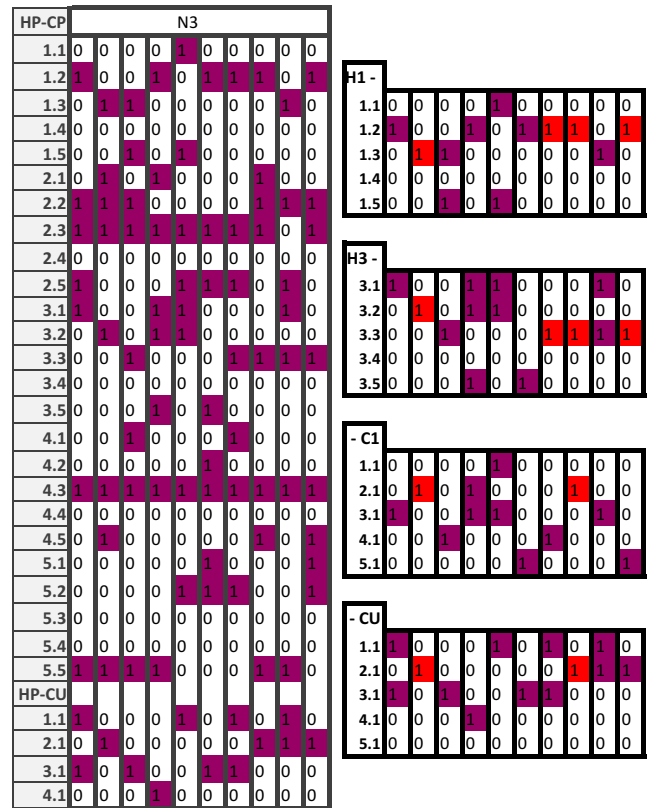 HP-CP N3
1.1 0 0 0 0 1 0 0 0 0 0
1.2 1 0 0 1 0 1 1 1 0 1
1.3 0 1 1 0 0 0 0 0 1 0
1.4 0 0 0 0 0 0 0 0 0 0
1.5 0 0 1 0 1 0 0 0 0 0
2.1 0 1 0 1 0 0 0 1 0 0
2.2 1 1 1 0 0 0 0 1 1 1
2.3 1 1 1 1 1 1 1 1 0 1
2.4 0 0 0 0 0 0 0 0 0 0
2.5 1 0 0 0 1 1 1 0 1 0
3.1 1 0 0 1 1 0 0 0 1 0
3.2 0 1 0 1 1 0 0 0 0 0
3.3 0 0 1 0 0 0 1 1 1 1
3.4 0 0 0 0 0 0 0 0 0 0
3.5 0 0 0 1 0 1 0 0 0 0
4.1 0 0 1 0 0 0 1 0 0 0
4.2 0 0 0 0 0 1 0 0 0 0
4.3 1 1 1 1 1 1 1 1 1 1
4.4 0 0 0 0 0 0 0 0 0 0
4.5 0 1 0 0 0 0 0 1 0 1
5.1 0 0 0 0 0 1 0 0 0 1
5.2 0 0 0 0 1 1 1 0 0 1
5.3 0 0 0 0 0 0 0 0 0 0
5.4 0 0 0 0 0 0 0 0 0 0
5.5 1 1 1 1 0 0 0 1 1 0
HP-CU
1.1 1 0 0 0 1 0 1 0 1 0
2.1 0 1 0 0 0 0 0 1 1 1
3.1 1 0 1 0 0 1 1 0 0 0
4.1 0 0 0 1 0 0 0 0 0 0
H1 -
1.1 0 0 0 0 1 0 0 0 0 0
1.2 1 0 0 1 0 1 1 1 0 1
1.3 0 1 1 0 0 0 0 0 1 0
1.4 0 0 0 0 0 0 0 0 0 0
1.5 0 0 1 0 1 0 0 0 0 0
H3 -
3.1 1 0 0 1 1 0 0 0 1 0
3.2 0 1 0 1 1 0 0 0 0 0
3.3 0 0 1 0 0 0 1 1 1 1
3.4 0 0 0 0 0 0 0 0 0 0
3.5 0 0 0 1 0 1 0 0 0 0
- C1
1.1 0 0 0 0 1 0 0 0 0 0
2.1 0 1 0 1 0 0 0 1 0 0
3.1 1 0 0 1 1 0 0 0 1 0
4.1 0 0 1 0 0 0 1 0 0 0
5.1 0 0 0 0 0 1 0 0 0 1
- CU
1.1 1 0 0 0 1 0 1 0 1 0
2.1 0 1 0 0 0 0 0 1 1 1
3.1 1 0 1 0 0 1 1 0 0 0
4.1 0 0 0 1 0 0 0 0 0 0
5.1 0 0 0 0 0 0 0 0 0 0